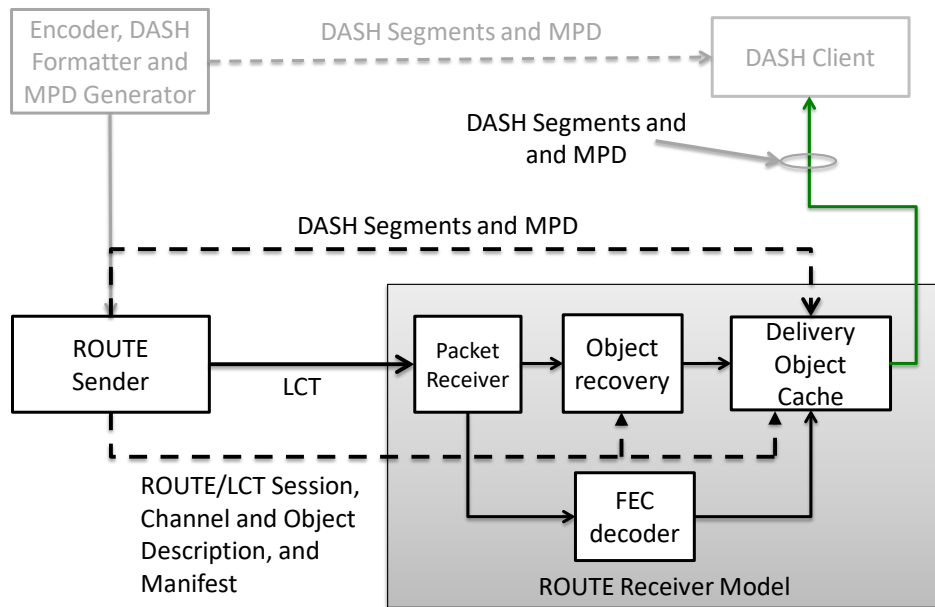 Encoder, DASH
Formatter and
MPD Generator
DASH Segments and MPD
DASH Client
DASH Segments and
and MPD
DASH Segments and MPD
ROUTE
Sender
LCT
Packet
Receiver
Object
recovery
Delivery
Object
Cache
ROUTE/LCT Session,
Channel and Object
Description, and
Manifest
FEC
decoder
ROUTE Receiver Model